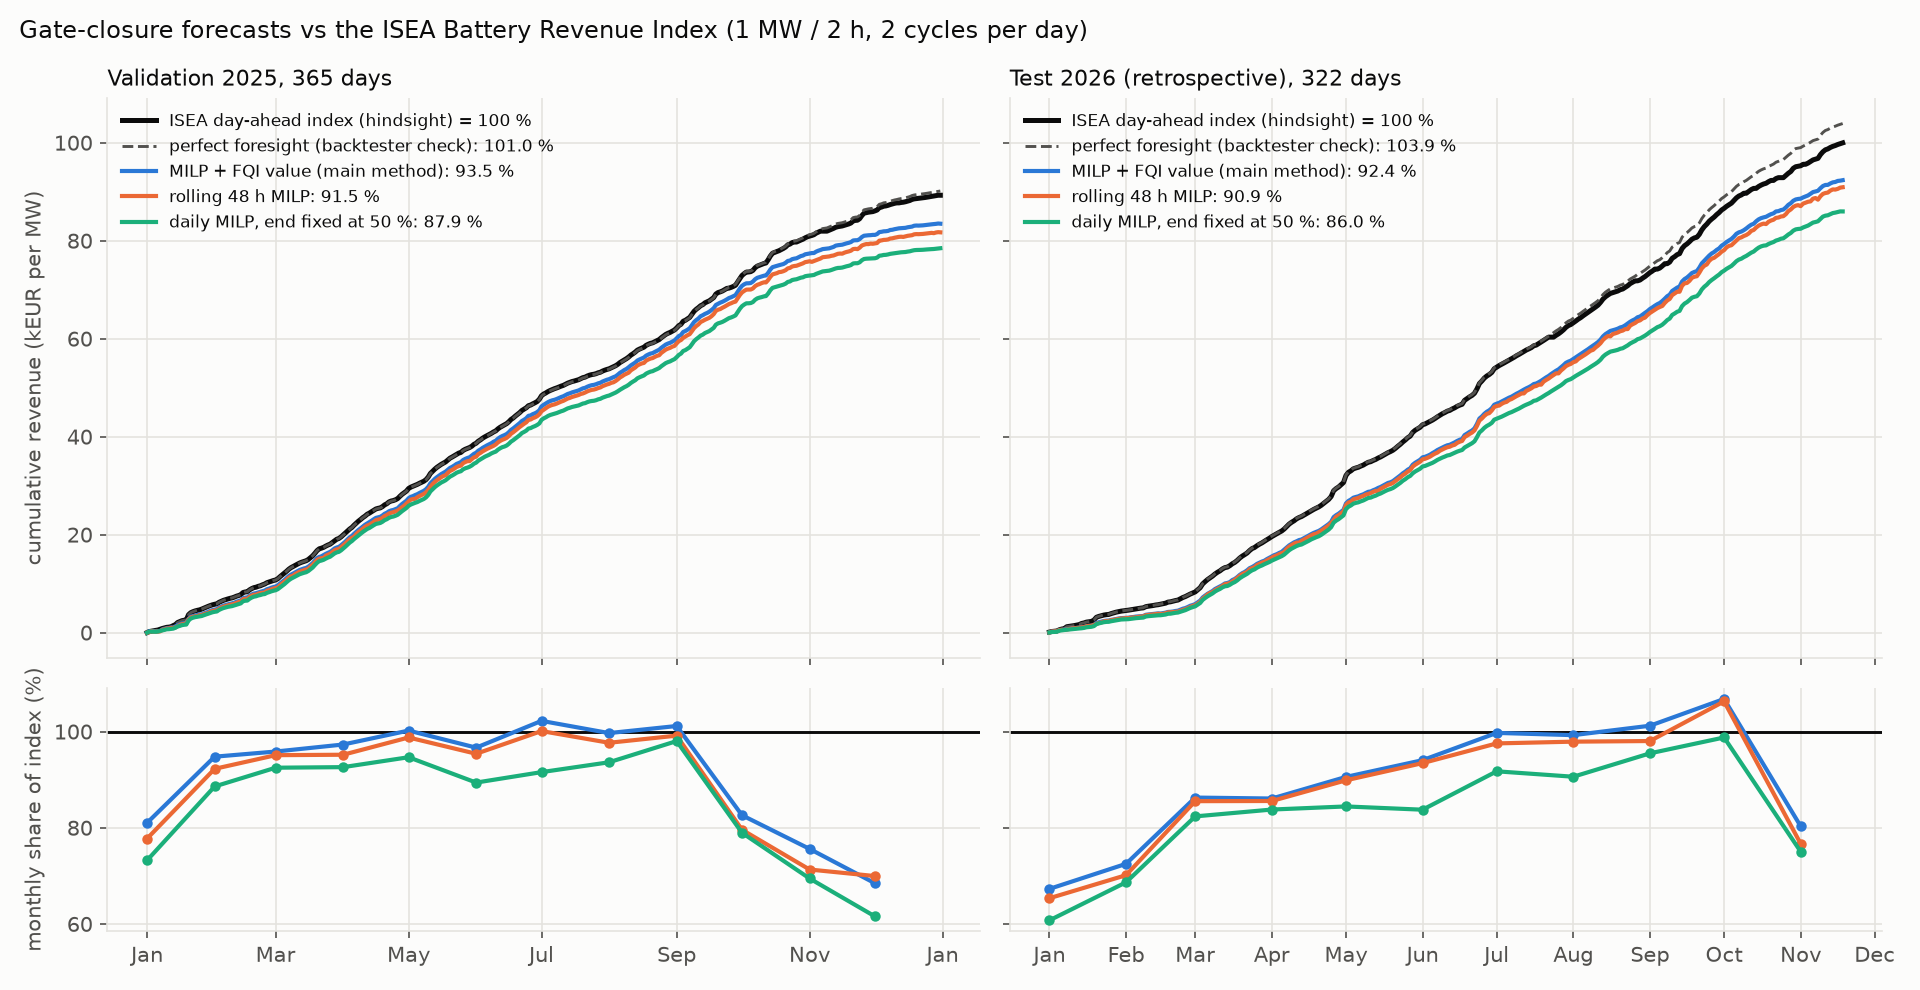 Gate-closure forecasts vs the ISEA Battery Revenue Index (1 MW / 2 h, 2 cycles per day)
Validation 2025, 365 days
ISEA day-ahead index (hindsight) = 100 %
perfect foresight (backtester check): 101.0 %
MILP + FQI value (main method): 93.5 %
rolling 48 h MILP: 91.5 %
daily MILP, end fixed at 50 %: 87.9 %
cumulative revenue (kEUR per MW)
100
80
60
40
20
0
Test 2026 (retrospective), 322 days
ISEA day-ahead index (hindsight) = 100 %
perfect foresight (backtester check): 103.9 %
MILP + FQI value (main method): 92.4 %
rolling 48 h MILP: 90.9 %
daily MILP, end fixed at 50 %: 86.0 %
monthly share of index (%)
100
80
60
Jan Mar May Jul Sep Nov Jan
Jan Feb Mar Apr May Jun Jul Aug Sep Oct Nov Dec